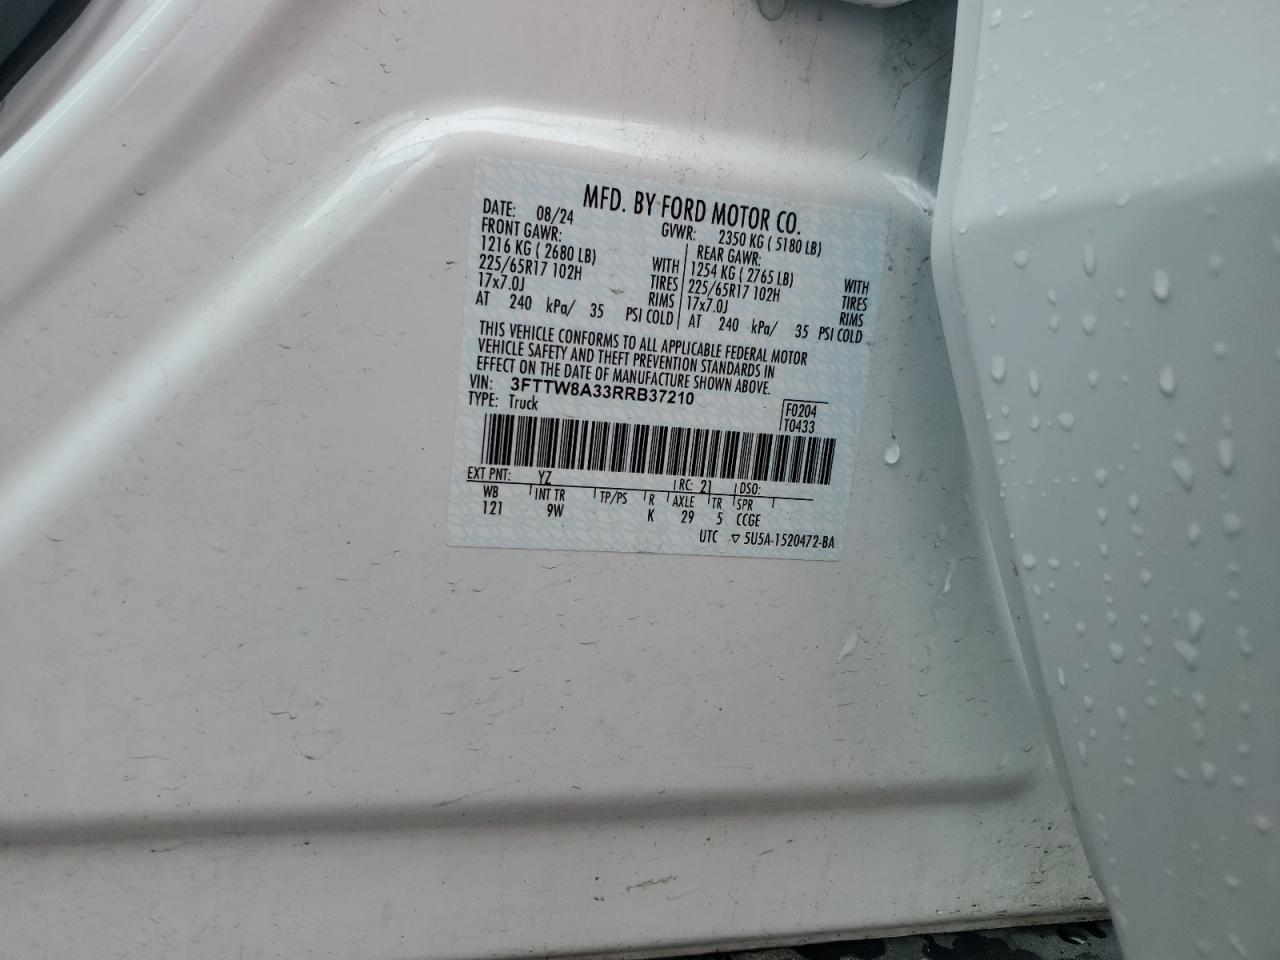 MFD. BY FORD MOTOR CO.
DATE: 08/24 GVWR: 2350 KG ( 5180 LB)
FRONT GAWR: REAR GAWR:
1216 KG ( 2680 LB) WITH 1254 KG ( 2765 LB) WITH
225/65R17 102H TIRES 225/65R17 102H TIRES
17x7.0J RIMS 17x7.0J RIMS
AT 240 kPa/ 35 PSI COLD AT 240 kPa/ 35 PSI COLD
THIS VEHICLE CONFORMS TO ALL APPLICABLE FEDERAL MOTOR
VEHICLE SAFETY AND THEFT PREVENTION STANDARDS IN
EFFECT ON THE DATE OF MANUFACTURE SHOWN ABOVE.
VIN: 3FTTW8A33RRB37210 F0204
TYPE: Truck T0433
EXT PNT: YZ RC: 21 DSO:
WB INT TR TP/PS R AXLE TR SPR
121 9W K 29 5 CCGE
UTC ▽ 5U5A-1520472-BA